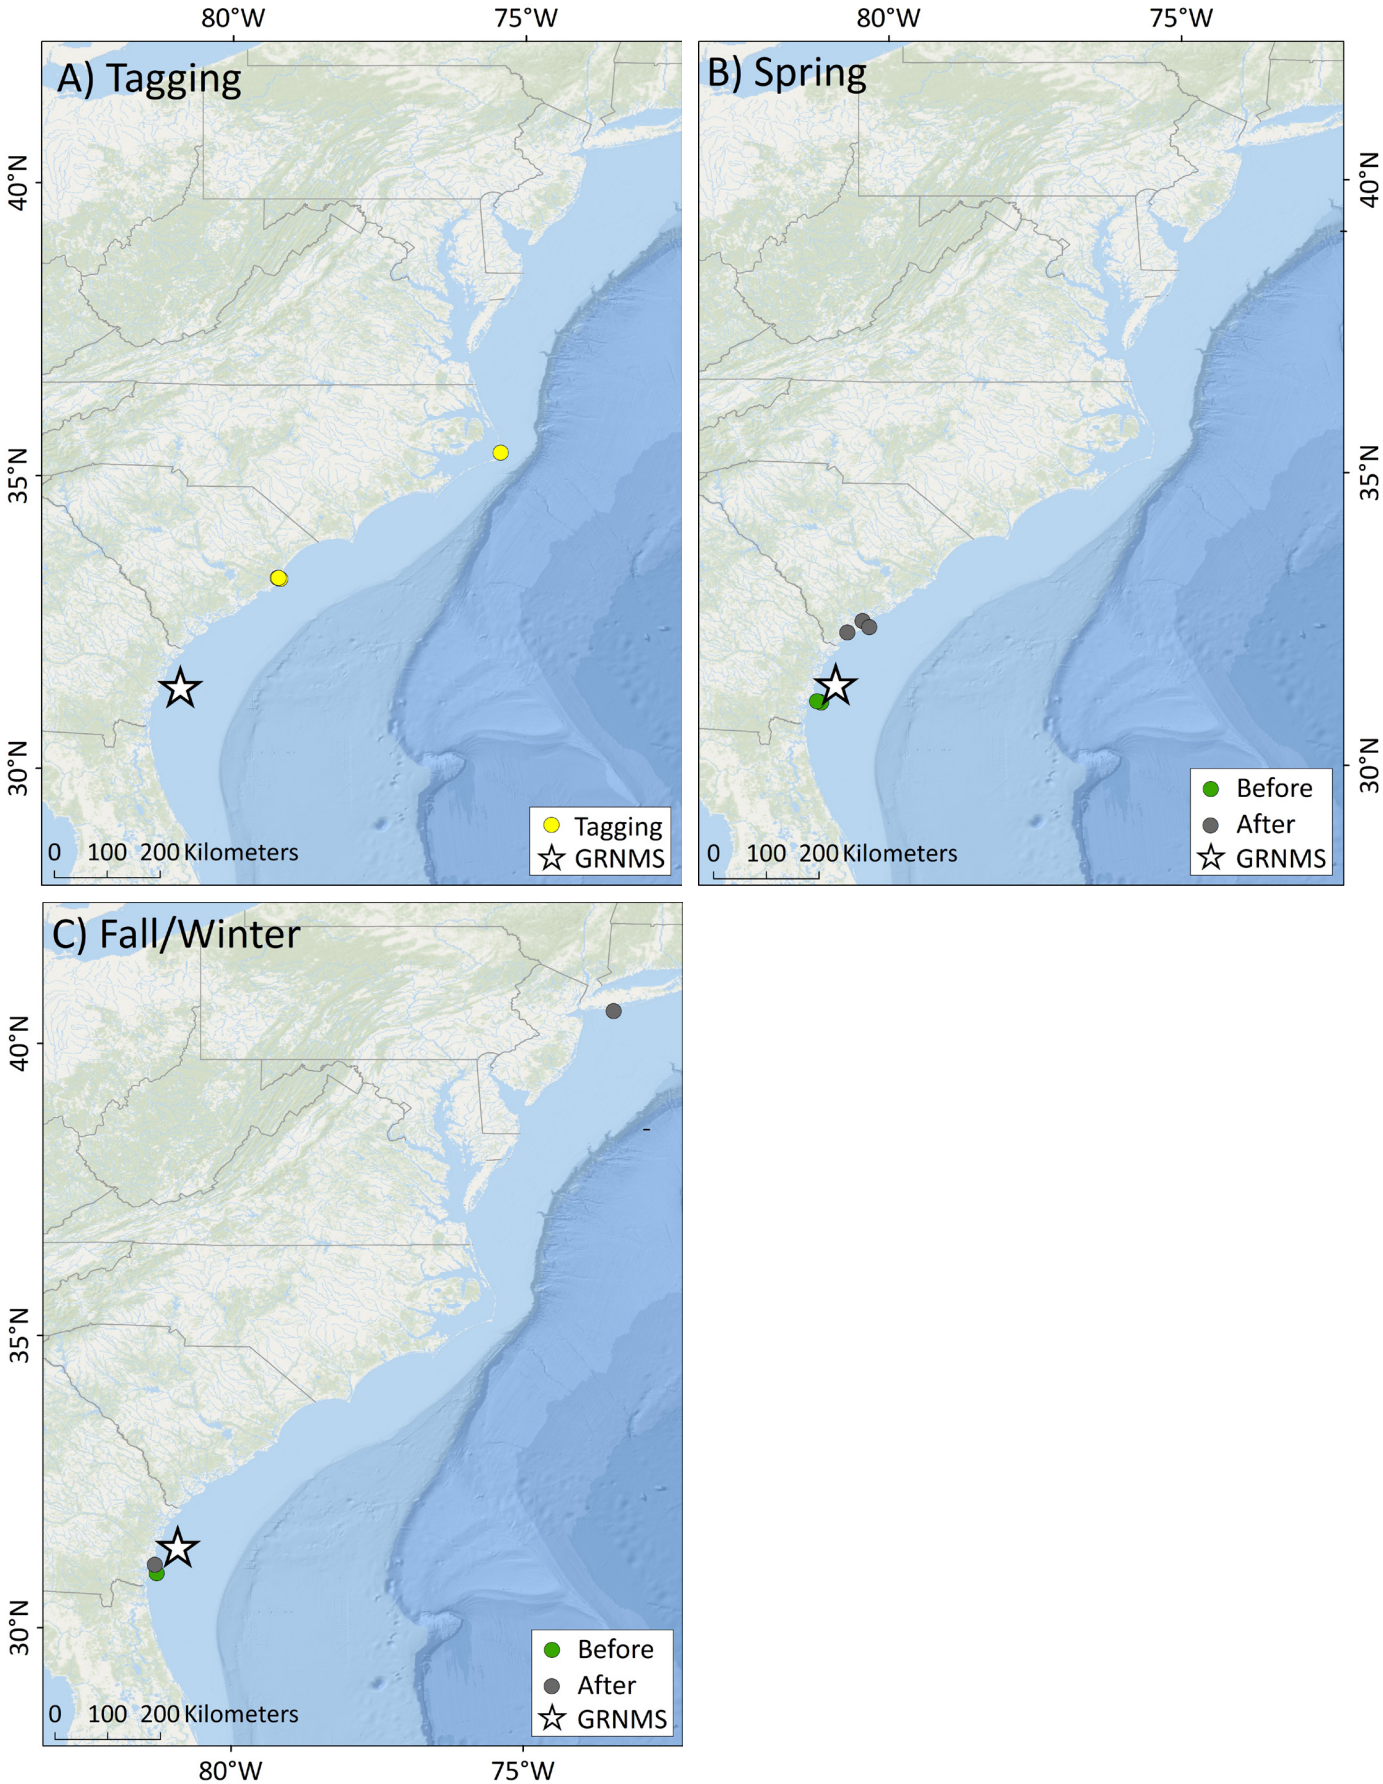 80°W 75°W 80°W 75°W
A) Tagging
B) Spring
40°N
35°N
30°N
40°N
35°N
30°N
Tagging
GRNMS
0 100 200 Kilometers
Before
After
GRNMS
0 100 200 Kilometers
C) Fall/Winter
40°N
35°N
30°N
Before
After
GRNMS
0 100 200 Kilometers
80°W 75°W